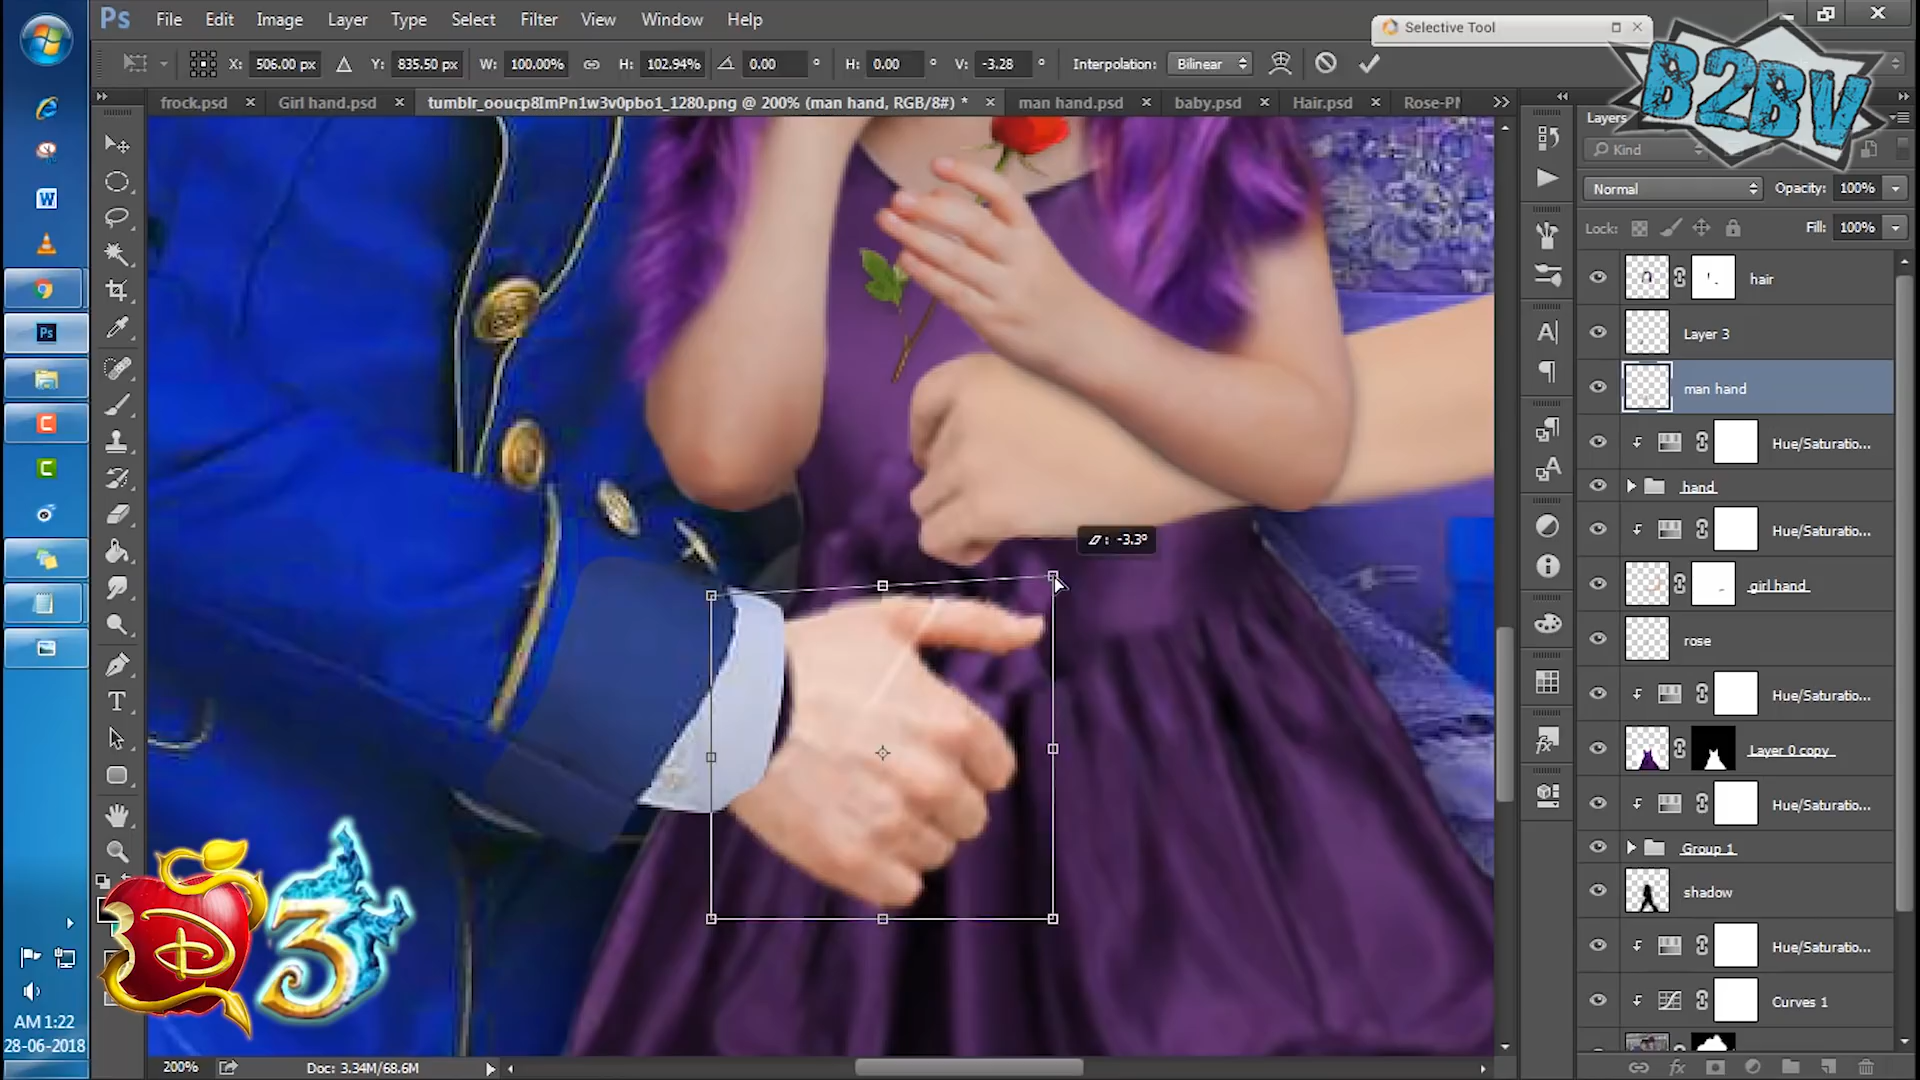 Ps File Edit Image Layer Type Select Filter View Window Help
Selective Tool
B2BV
X: 506.00 px Y: 835.50 px W: 100.00% H: 102.94% 0.00 ° H: 0.00 ° V: -3.28 ° Interpolation: Bilinear
frock.psd × Girl hand.psd × tumblr_ooucp8ImPn1w3v0pbo1_1280.png @ 200% (man hand, RGB/8#) * × man hand.psd × baby.psd × Hair.psd ×
Layers
Kind
Normal Opacity: 100%
Lock: Fill: 100%
hair
Layer 3
man hand
Hue/Saturatio...
hand
Hue/Saturatio...
girl hand
rose
Hue/Saturatio...
Layer 0 copy
Hue/Saturatio...
Group 1
shadow
Hue/Saturatio...
Curves 1
: -3.3°
D3
AM 1:22
28-06-2018
200% Doc: 3.34M/68.6M